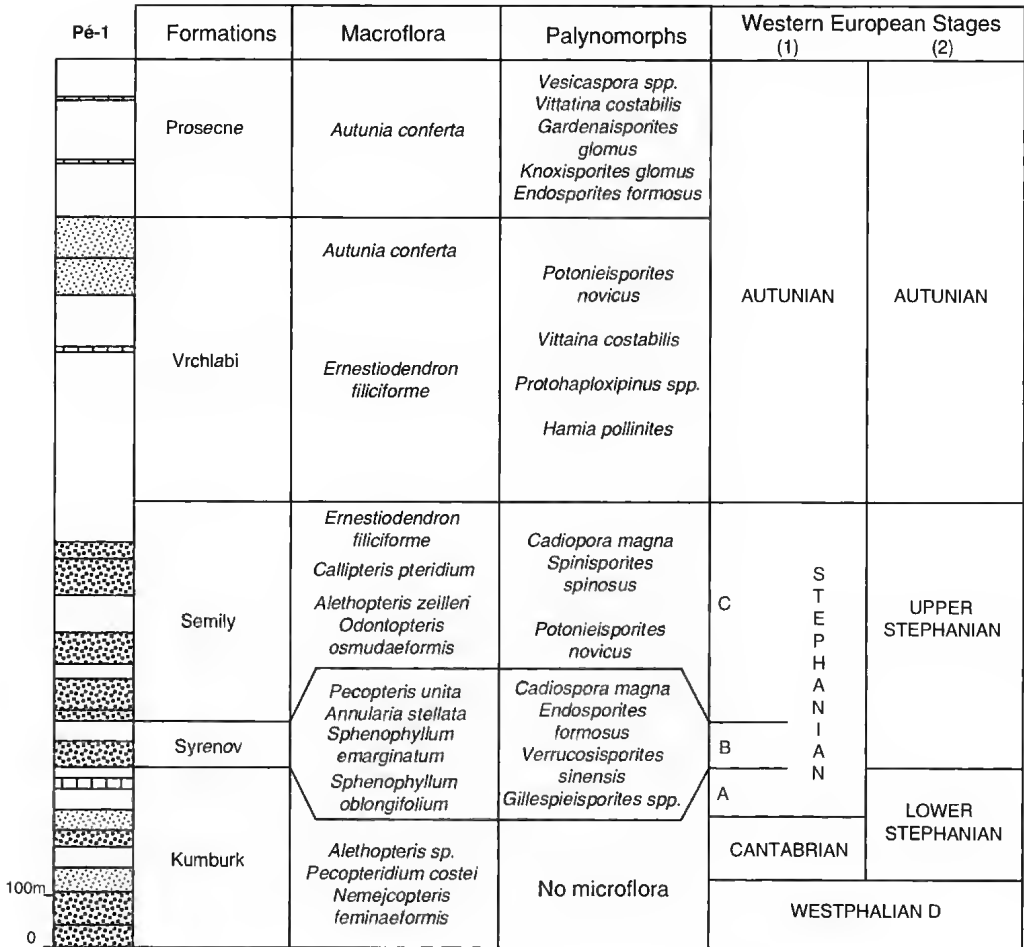 Pé-1
Formations
Macroflora
Palynomorphs
Western European Stages
(1)
(2)
Prosecne
Autunia conferta
Vesicaspora spp.
Vittatina costabilis
Gardenaisporites
glomus
Knoxisporites glomus
Endosporites formosus
Vrchlabi
Autunia conferta
Ernestiodendron
filiciforme
Potonieisporites
novicus
Vittaina costabilis
Protohaploxipinus spp.
Hamia pollinites
AUTUNIAN
AUTUNIAN
Semily
Ernestiodendron
filiciforme
Callipteris pteridium
Alethopteris zeilleri
Odontopteris
osmudaeformis
Cadiopora magna
Spinisporites
spinosus
Potonieisporites
novicus
C
STEPHANIAN
UPPER
STEPHANIAN
Syrenov
Pecopteris unita
Annularia stellata
Sphenophyllum
emarginatum
Sphenophyllum
oblongifolium
Cadiospora magna
Endosporites
formosus
Verrucosisporites
sinensis
Gillespieisporites spp.
B
A
Kumburk
Alethopteris sp.
Pecopteridium costei
Nemejcopteris
feminaeformis
No microflora
CANTABRIAN
LOWER
STEPHANIAN
WESTPHALIAN D
100m
0